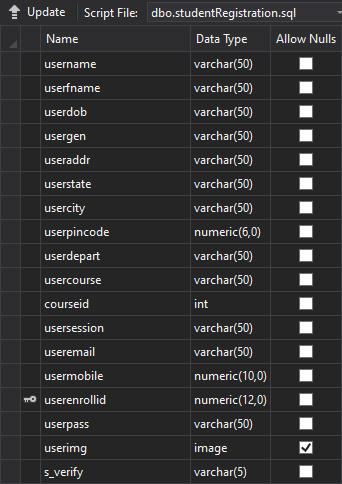 Update Script File: dbo.studentRegistration.sql
Name Data Type Allow Nulls
username varchar(50)
userfname varchar(50)
userdob varchar(50)
usergen varchar(50)
useraddr varchar(50)
userstate varchar(50)
usercity varchar(50)
userpincode numeric(6,0)
userdepart varchar(50)
usercourse varchar(50)
courseid int
usersession varchar(50)
useremail varchar(50)
usermobile numeric(10,0)
userenrollid numeric(12,0)
userpass varchar(50)
userimg image
s_verify varchar(5)